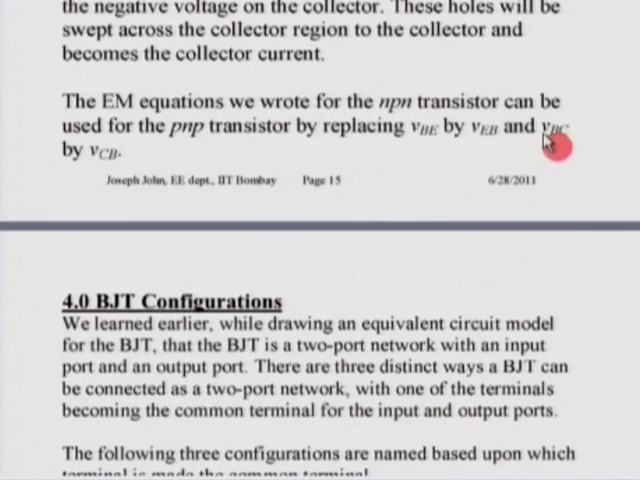 the negative voltage on the collector. These holes will be
swept across the collector region to the collector and
becomes the collector current.
The EM equations we wrote for the npn transistor can be
used for the pnp transistor by replacing vBE by vEB and vBC
by vCB.
Joseph John, EE dept., IIT Bombay Page 15 6/28/2011
4.0 BJT Configurations
We learned earlier, while drawing an equivalent circuit model
for the BJT, that the BJT is a two-port network with an input
port and an output port. There are three distinct ways a BJT can
be connected as a two-port network, with one of the terminals
becoming the common terminal for the input and output ports.
The following three configurations are named based upon which
terminal is made the common terminal